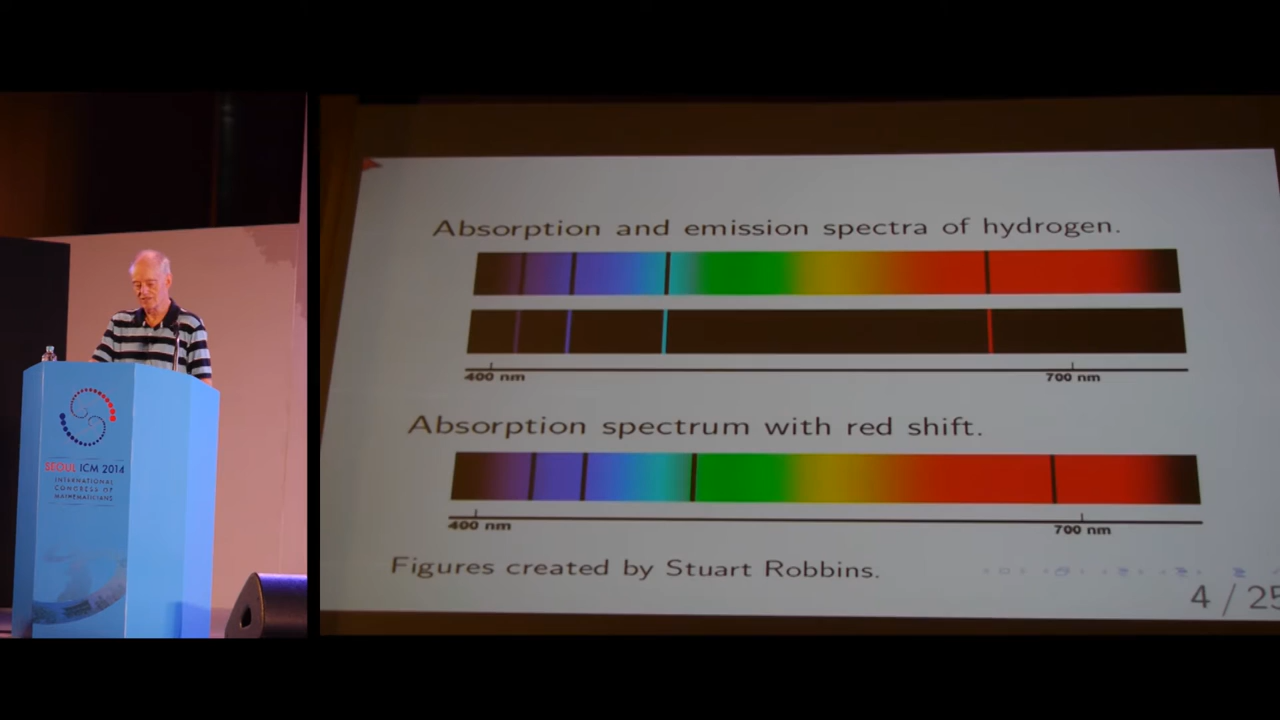 SEOUL ICM 2014
INTERNATIONAL
CONGRESS OF
MATHEMATICIANS
Absorption and emission spectra of hydrogen.
400 nm 700 nm
Absorption spectrum with red shift.
400 nm 700 nm
Figures created by Stuart Robbins.
4 / 25